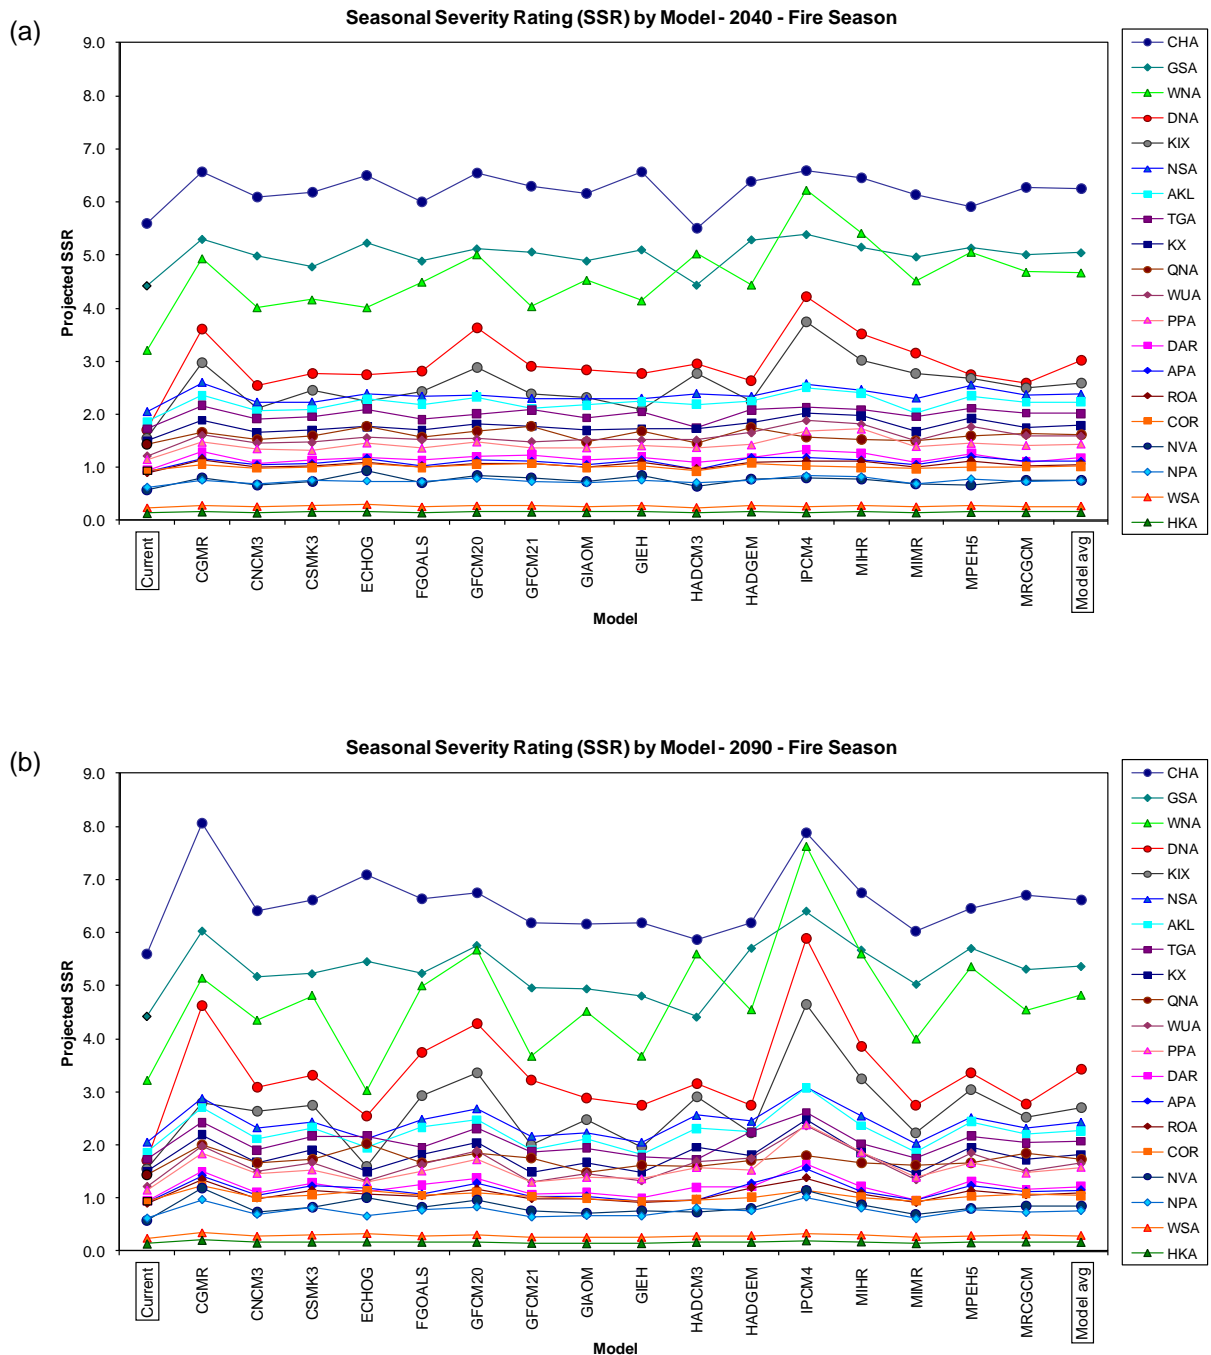 (a)
Seasonal Severity Rating (SSR) by Model - 2040 - Fire Season
Projected SSR
9.0
8.0
7.0
6.0
5.0
4.0
3.0
2.0
1.0
0.0
Current
CGMR
CNCM3
CSMK3
ECHOG
FGOALS
GFCM20
GFCM21
GIAOM
GIEH
HADCM3
HADGEM
IPCM4
MIHR
MIMR
MPEH5
MRCGCM
Model avg
Model
CHA
GSA
WNA
DNA
KIX
NSA
AKL
TGA
KX
QNA
WUA
PPA
DAR
APA
ROA
COR
NVA
NPA
WSA
HKA
(b)
Seasonal Severity Rating (SSR) by Model - 2090 - Fire Season
Projected SSR
9.0
8.0
7.0
6.0
5.0
4.0
3.0
2.0
1.0
0.0
Current
CGMR
CNCM3
CSMK3
ECHOG
FGOALS
GFCM20
GFCM21
GIAOM
GIEH
HADCM3
HADGEM
IPCM4
MIHR
MIMR
MPEH5
MRCGCM
Model avg
Model
CHA
GSA
WNA
DNA
KIX
NSA
AKL
TGA
KX
QNA
WUA
PPA
DAR
APA
ROA
COR
NVA
NPA
WSA
HKA